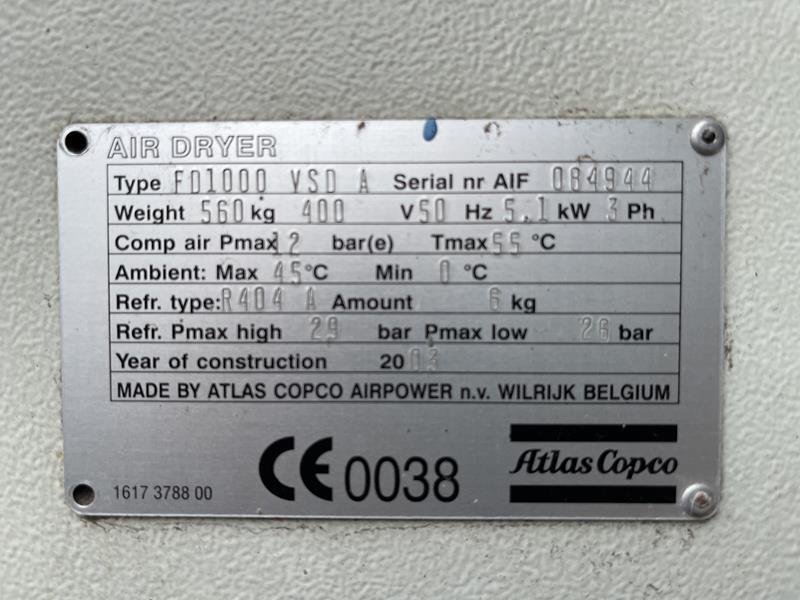 AIR DRYER
Type FD1000 VSD A Serial nr AIF 084944
Weight 560 kg 400 V 50 Hz 5.1 kW 3 Ph
Comp air Pmax 12 bar(e) Tmax 55 °C
Ambient: Max 45 °C Min 0 °C
Refr. type: R404 A Amount 6 kg
Refr. Pmax high 29 bar Pmax low 26 bar
Year of construction 2003
MADE BY ATLAS COPCO AIRPOWER n.v. WILRIJK BELGIUM
CE 0038
Atlas Copco
1617 3788 00